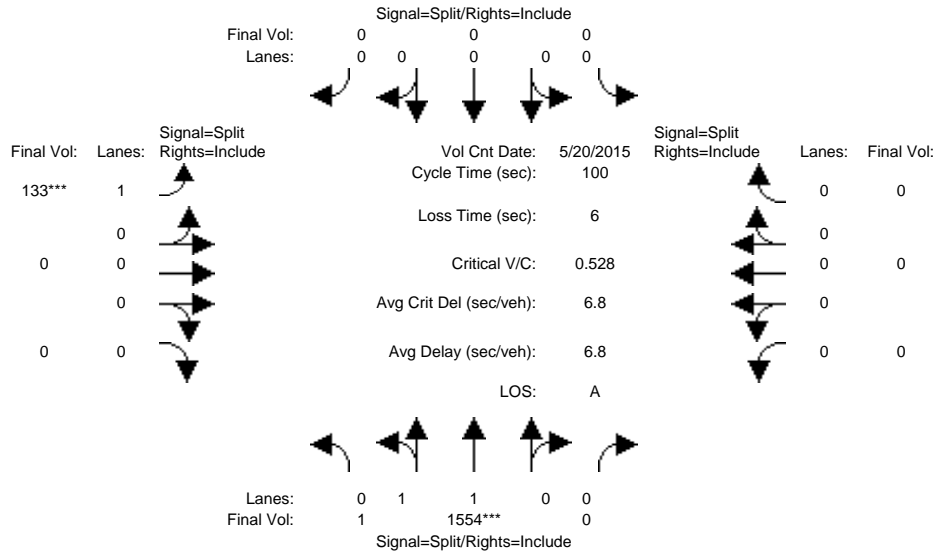 Signal=Split/Rights=Include
Final Vol: 0 0 0
Lanes: 0 0 0 0 0
Signal=Split Signal=Split
Final Vol: Lanes: Rights=Include Vol Cnt Date: 5/20/2015 Rights=Include Lanes: Final Vol:
Cycle Time (sec): 100
133*** 1 0 0
Loss Time (sec): 6
0 0
0 0 Critical V/C: 0.528 0 0
0 Avg Crit Del (sec/veh): 6.8 0
0 0 Avg Delay (sec/veh): 6.8 0 0
LOS: A
Lanes: 0 1 1 0 0
Final Vol: 1 1554*** 0
Signal=Split/Rights=Include